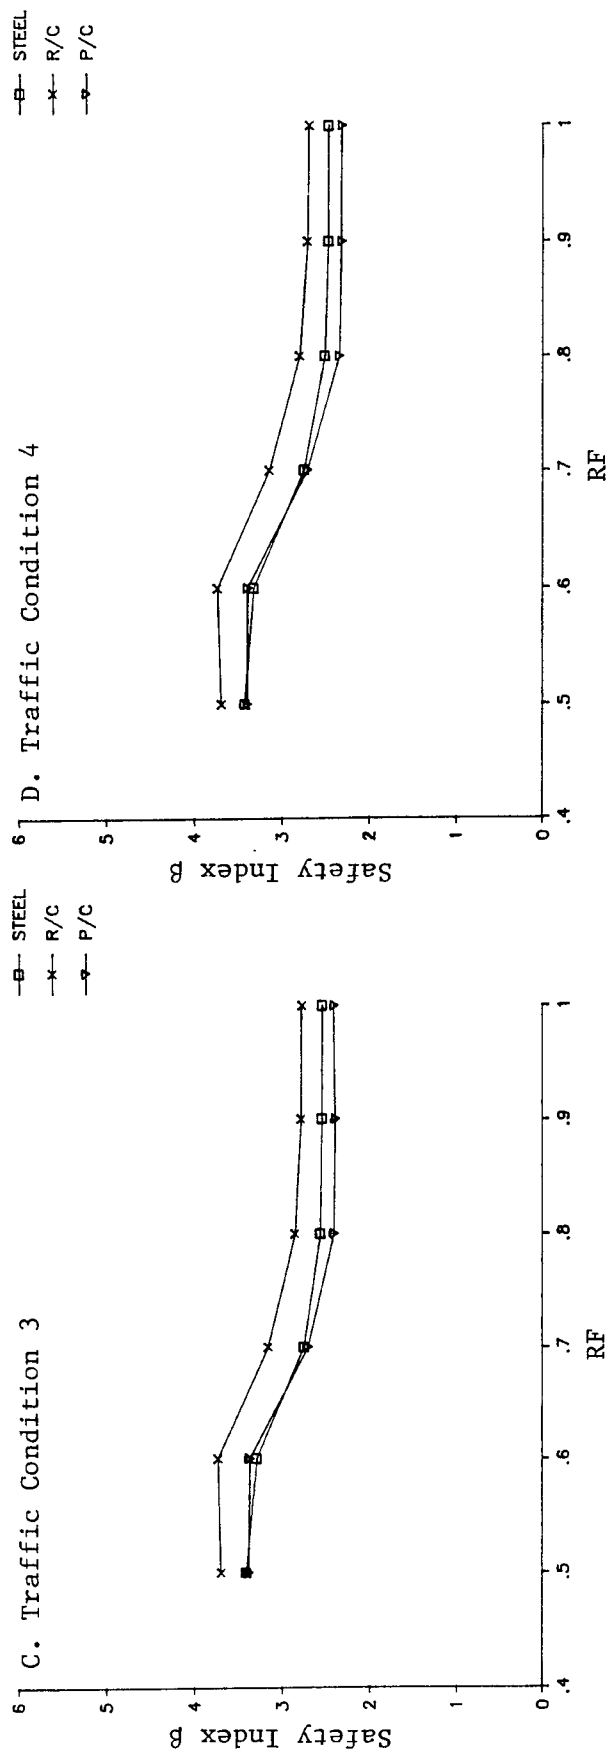 C. Traffic Condition 3
STEEL
R/C
P/C
Safety Index β
6
5
4
3
2
1
0
.4
.5
.6
.7
.8
.9
1
RF
D. Traffic Condition 4
STEEL
R/C
P/C
Safety Index β
6
5
4
3
2
1
0
.4
.5
.6
.7
.8
.9
1
RF